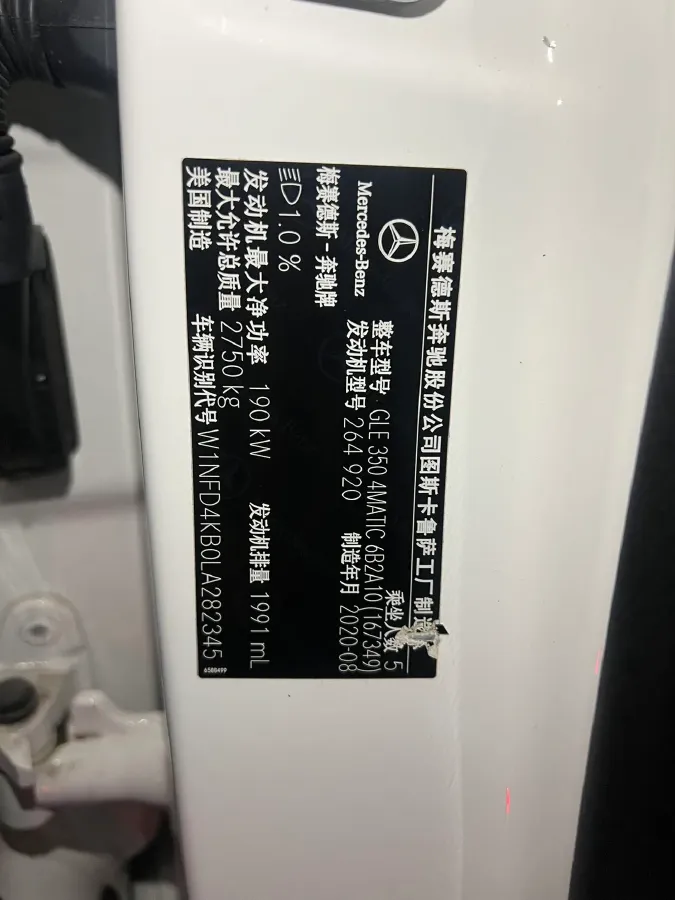 梅赛德斯奔驰股份公司图斯卡鲁萨工厂制造
Mercedes-Benz
梅赛德斯-奔驰牌
乘坐人数 5
整车型号 GLE 350 4MATIC 6B2A10(167349)
发动机型号 264 920 制造年月 2020-08
1.0 %
发动机最大净功率 190 kW 发动机排量 1991 mL
最大允许总质量 2750 kg
美国制造 车辆识别代号 W1NFD4KB0LA282345
6588499